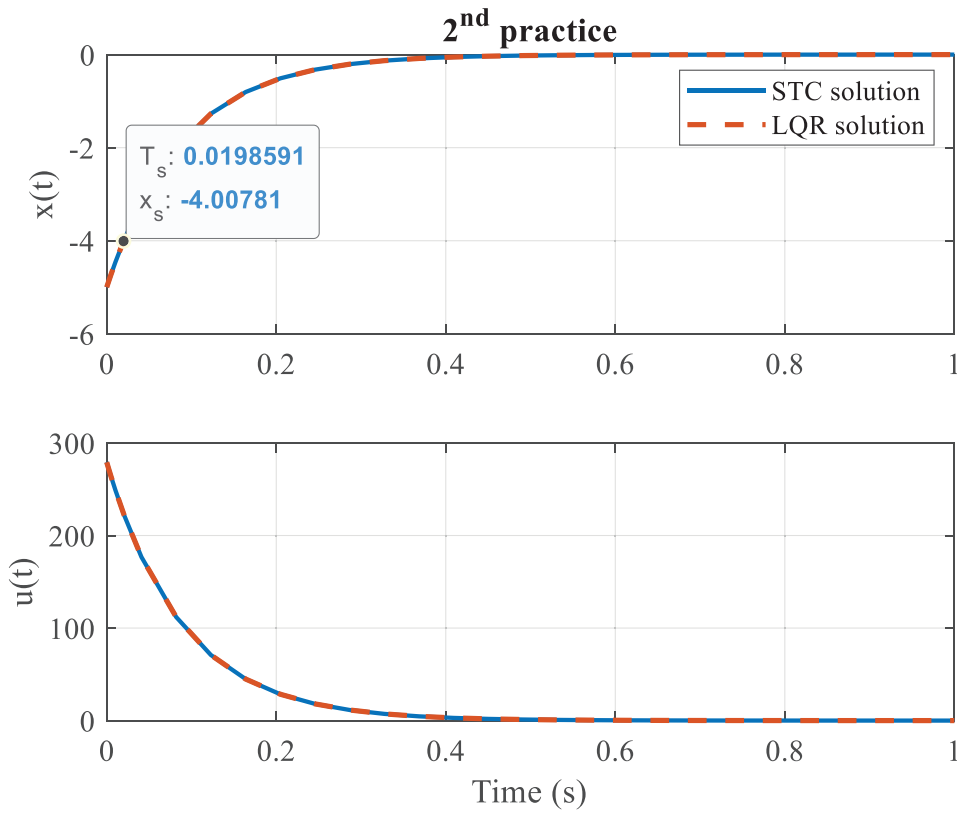 2nd practice
0
STC solution
LQR solution
-2
Ts: 0.0198591
xs: -4.00781
x(t)
-4
-6
0 0.2 0.4 0.6 0.8 1
300
200
u(t)
100
0
0 0.2 0.4 0.6 0.8 1
Time (s)